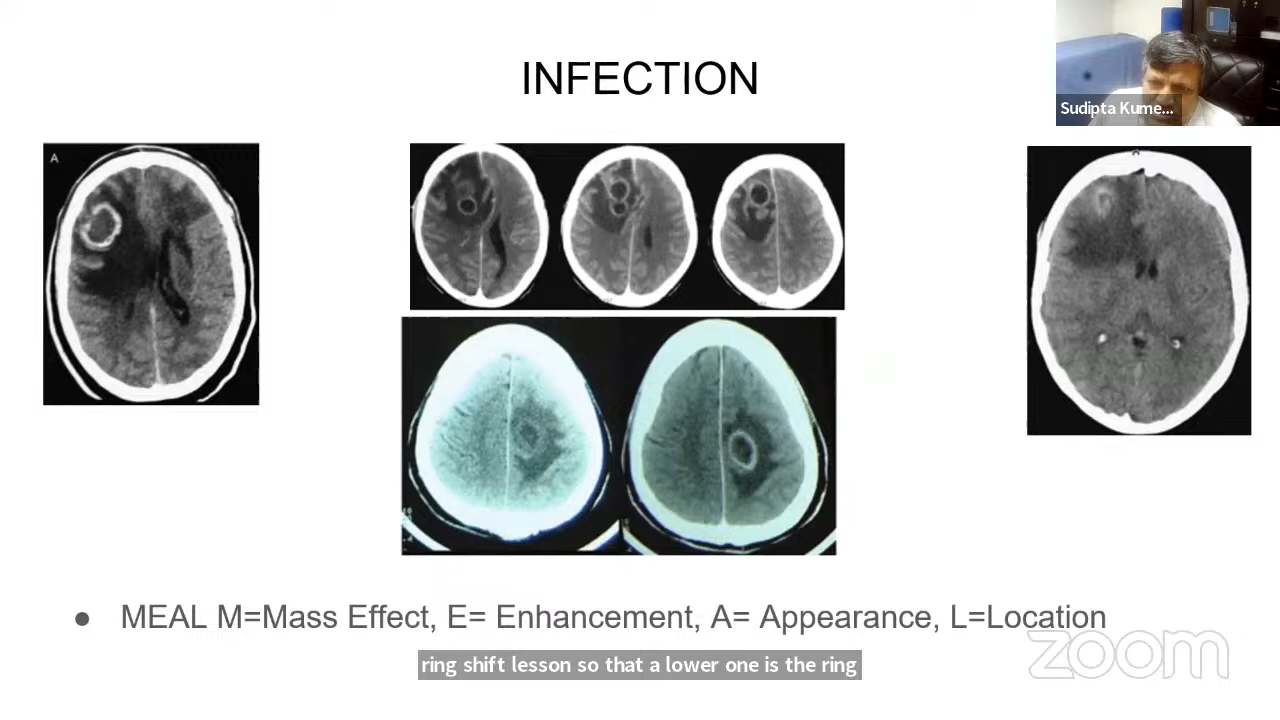 INFECTION
Sudipta Kume...
A
● MEAL M=Mass Effect, E= Enhancement, A= Appearance, L=Location
zoom
ring shift lesson so that a lower one is the ring